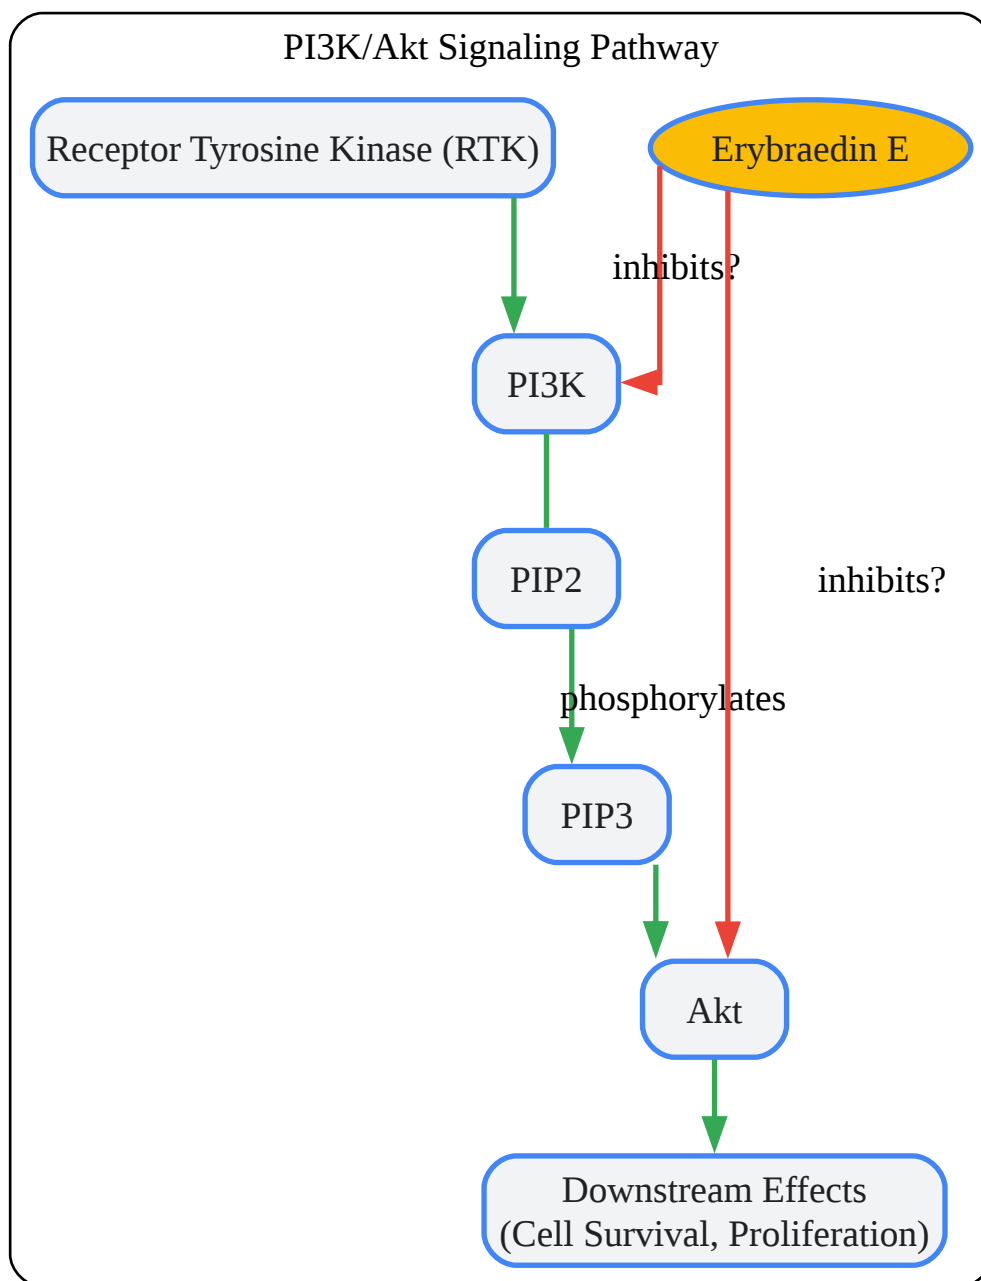 PI3K/Akt Signaling Pathway
Receptor Tyrosine Kinase (RTK)
Erybraedin E
inhibits?
PI3K
PIP2
inhibits?
phosphorylates
PIP3
Akt
Downstream Effects
(Cell Survival, Proliferation)